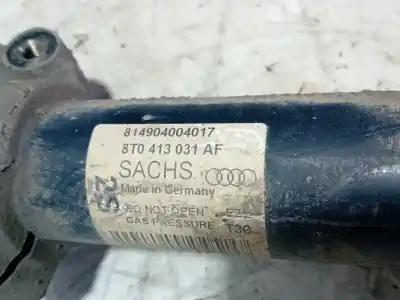 814904004017
8T0 413 031 AF
SACHS
Made in Germany
DO NOT OPEN
GAS PRESSURE T30